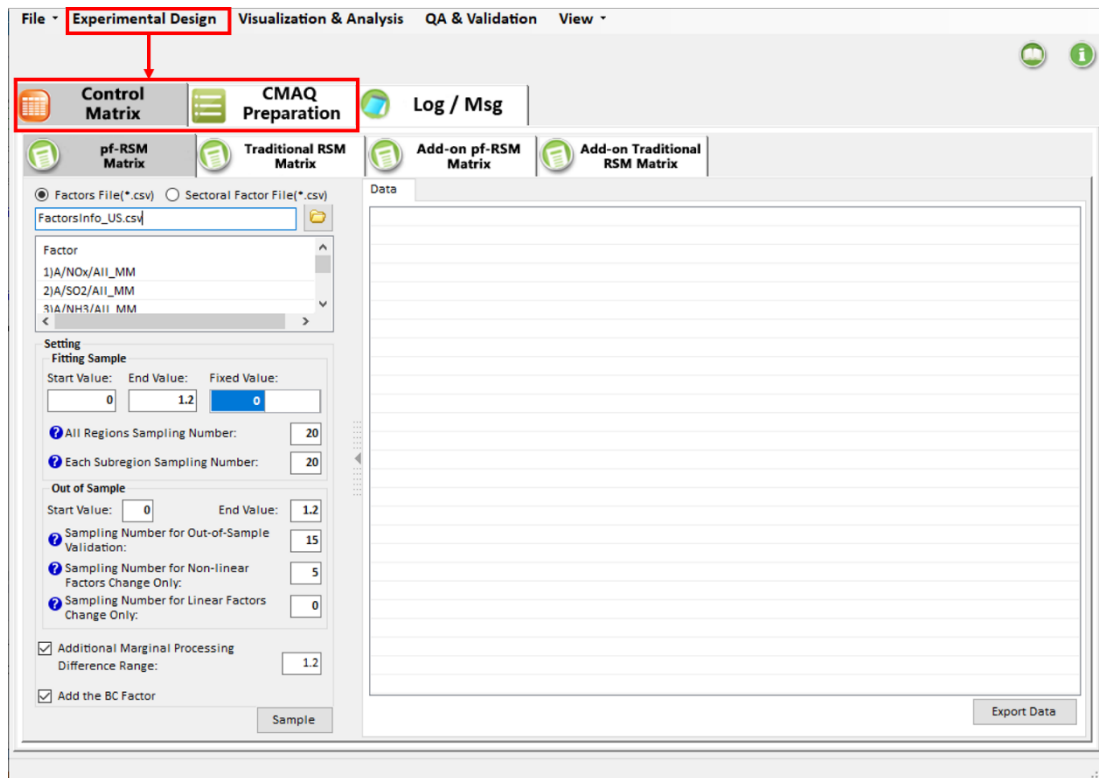 File Experimental Design Visualization & Analysis QA & Validation View
Control Matrix
CMAQ Preparation
Log / Msg
pf-RSM Matrix
Traditional RSM Matrix
Add-on pf-RSM Matrix
Add-on Traditional RSM Matrix
Factors File(*.csv) Sectoral Factor File(*.csv)
FactorsInfo_US.csv
Factor
1)A/NOx/All_MM
2)A/SO2/All_MM
3)A/NH3/All_MM
Setting
Fitting Sample
Start Value: End Value: Fixed Value:
0 1.2 0
All Regions Sampling Number: 20
Each Subregion Sampling Number: 20
Out of Sample
Start Value: 0 End Value: 1.2
Sampling Number for Out-of-Sample
Validation: 15
Sampling Number for Non-linear
Factors Change Only: 5
Sampling Number for Linear Factors
Change Only: 0
Additional Marginal Processing
Difference Range: 1.2
Add the BC Factor
Sample
Data
Export Data